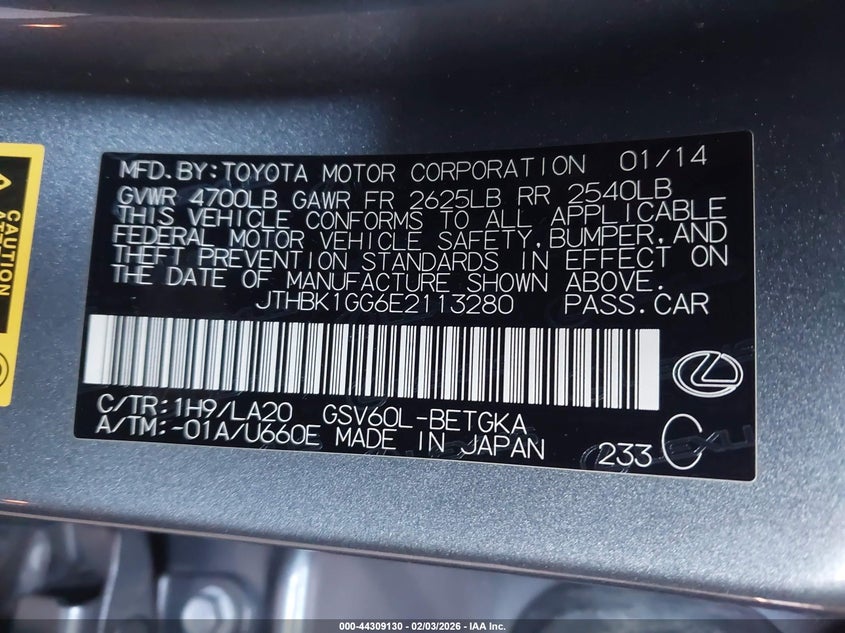 MFD.BY:TOYOTA MOTOR CORPORATION 01/14
GVWR 4700LB GAWR FR 2625LB RR 2540LB
THIS VEHICLE CONFORMS TO ALL APPLICABLE
FEDERAL MOTOR VEHICLE SAFETY,BUMPER,AND
THEFT PREVENTION STANDARDS IN EFFECT ON
THE DATE OF MANUFACTURE SHOWN ABOVE.
JTHBK1GG6E2113280 PASS.CAR
C/TR:1H9/LA20 GSV60L-BETGKA
A/TM:-01A/U660E MADE IN JAPAN 233 C
CAUTION
000-44309130 - 02/03/2026 - IAA Inc.